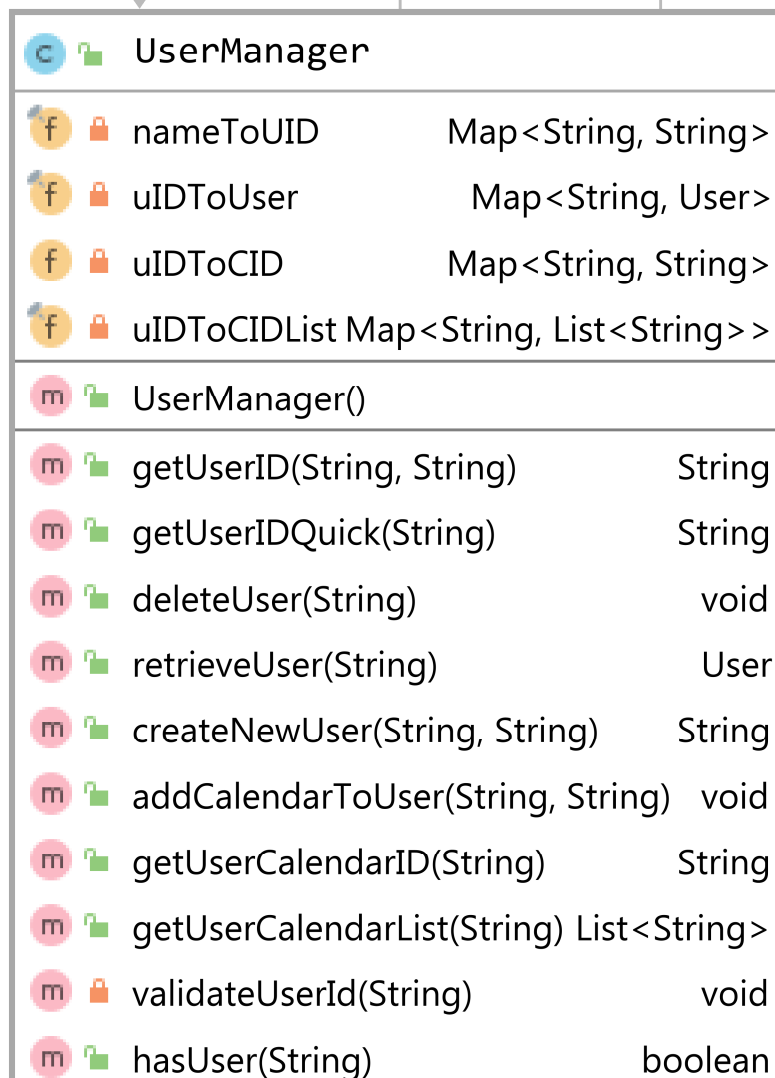 c UserManager
f nameToUID Map<String, String>
f uIDToUser Map<String, User>
f uIDToCID Map<String, String>
f uIDToCIDList Map<String, List<String>>
m UserManager()
m getUserID(String, String) String
m getUserIDQuick(String) String
m deleteUser(String) void
m retrieveUser(String) User
m createNewUser(String, String) String
m addCalendarToUser(String, String) void
m getUserCalendarID(String) String
m getUserCalendarList(String) List<String>
m validateUserId(String) void
m hasUser(String) boolean